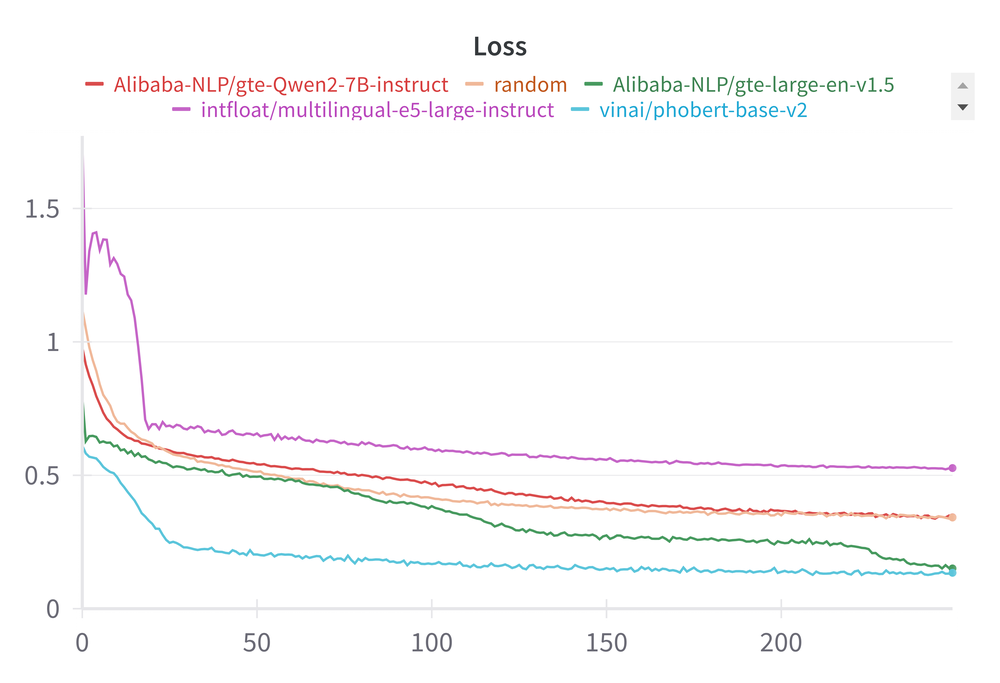 Loss
Alibaba-NLP/gte-Qwen2-7B-instruct random Alibaba-NLP/gte-large-en-v1.5
intfloat/multilingual-e5-large-instruct vinai/phobert-base-v2
1.5
1
0.5
0
0 50 100 150 200